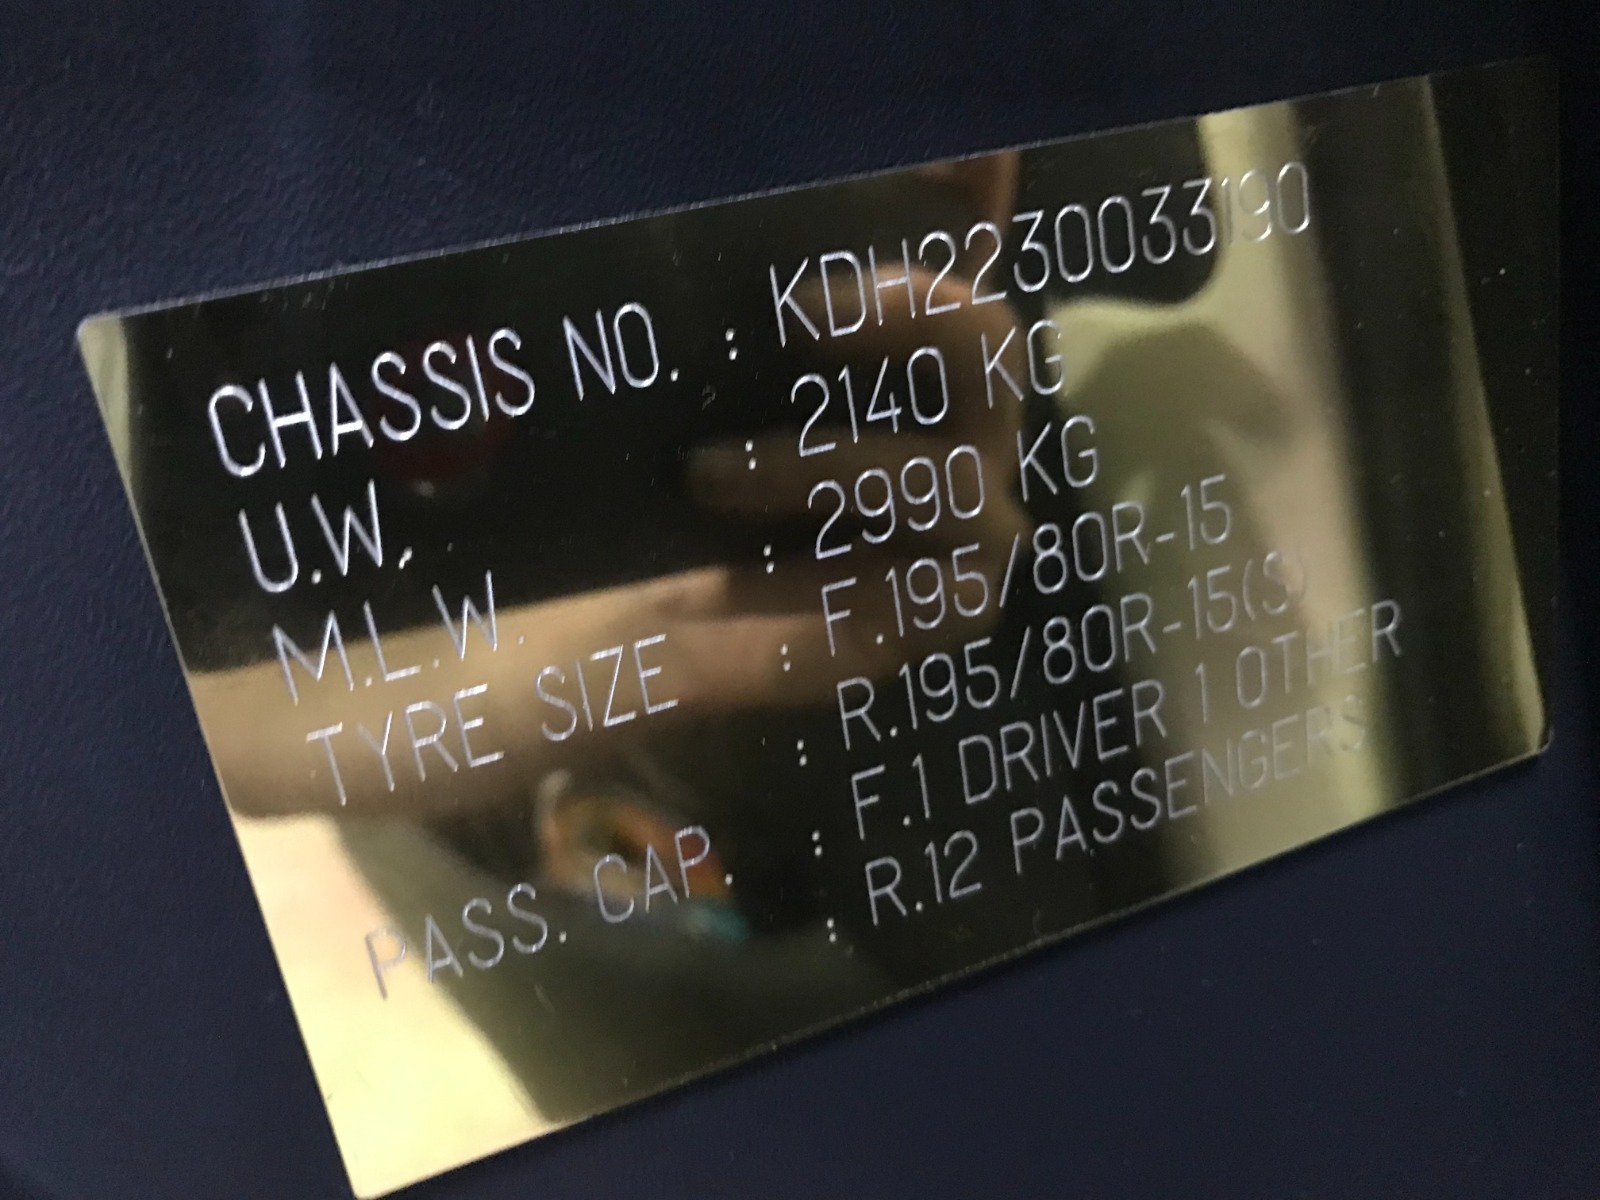 CHASSIS NO. : KDH2230033190
U.W. : 2140 KG
M.L.W. : 2990 KG
TYRE SIZE : F.195/80R-15
: R.195/80R-15(S)
PASS. CAP. : F.1 DRIVER 1 OTHER
: R.12 PASSENGERS